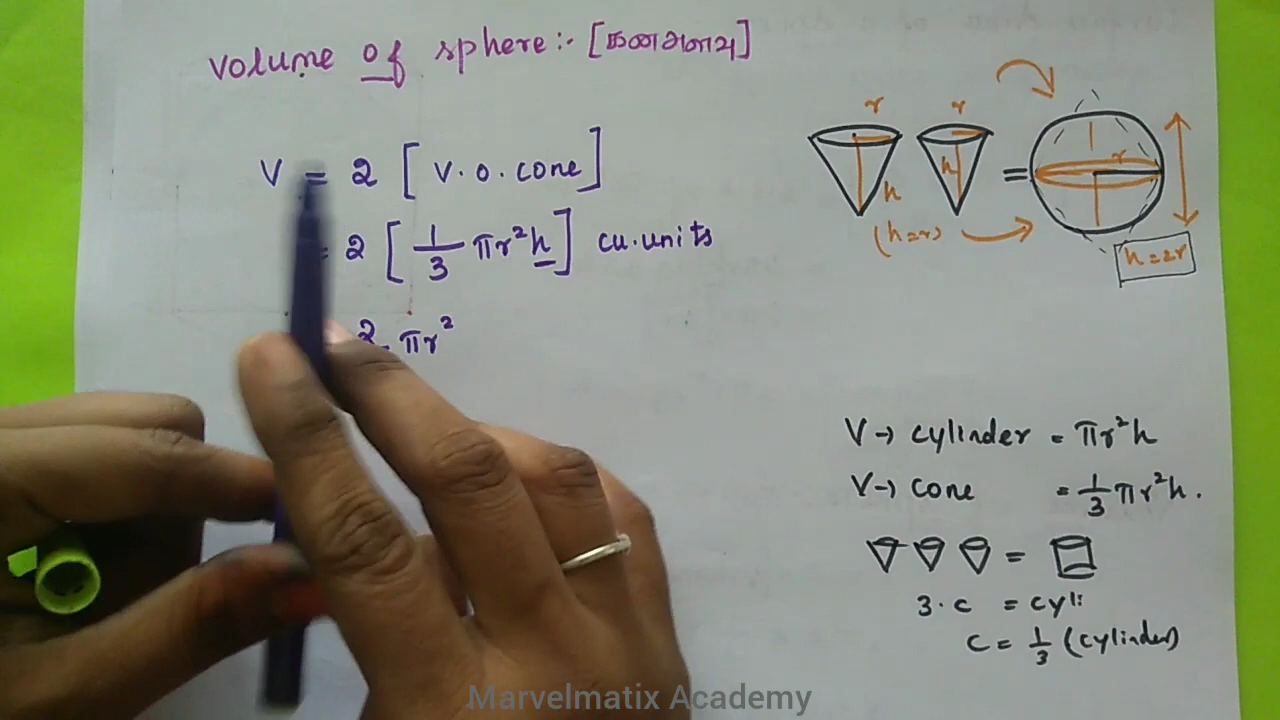 Volume of sphere:- [கனஅளவு]
V = 2 [ V.o.cone ]
= 2 [ 1/3 πr²h ] cu.units
2 πr²
r r
h h
(h=r)
=
r
h=2r
V→ cylinder = πr²h
V→ cone = 1/3 πr²h.
=
3.c = cyli
c = 1/3 (cylinder)
Marvelmatix Academy